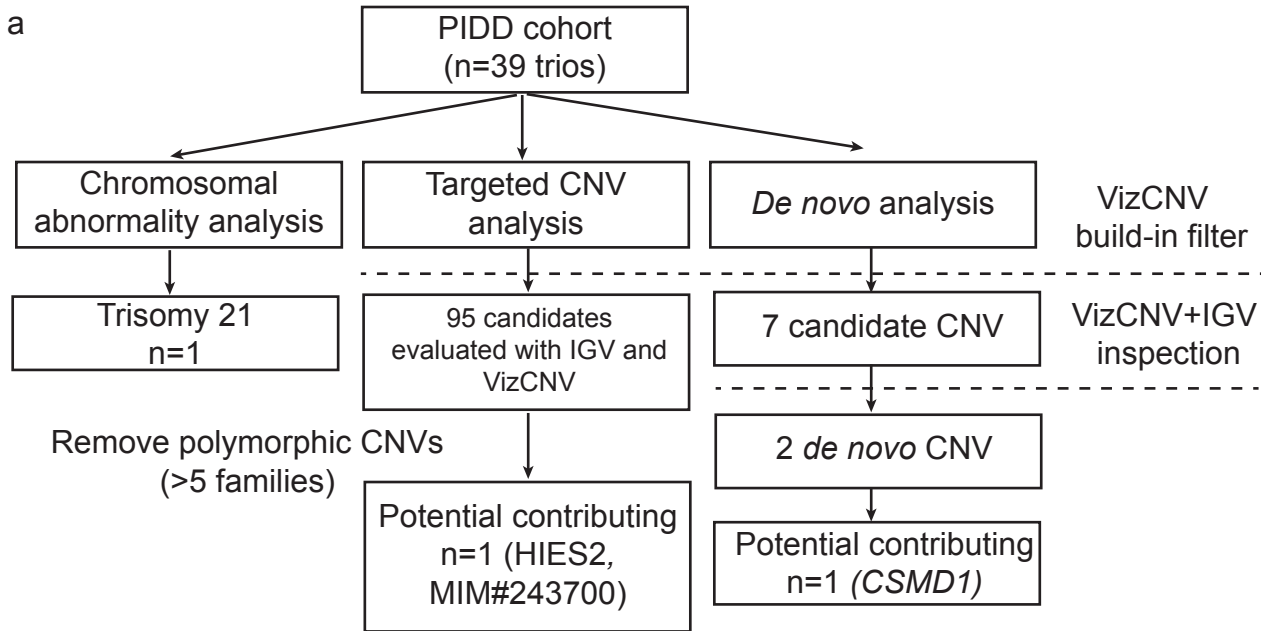 a
PIDD cohort
(n=39 trios)
Chromosomal
abnormality analysis
Targeted CNV
analysis
De novo analysis
VizCNV
build-in filter
Trisomy 21
n=1
95 candidates
evaluated with IGV and
VizCNV
7 candidate CNV
VizCNV+IGV
inspection
Remove polymorphic CNVs
(>5 families)
2 de novo CNV
Potential contributing
n=1 (HIES2,
MIM#243700)
Potential contributing
n=1 (CSMD1)